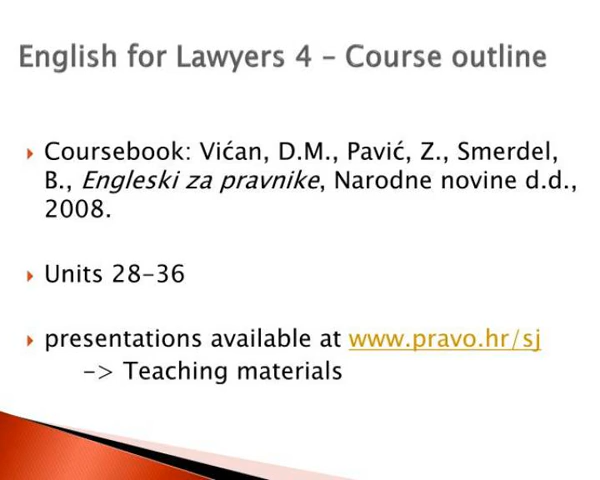 English for Lawyers 4 – Course outline
Coursebook: Vićan, D.M., Pavić, Z., Smerdel,
B., Engleski za pravnike, Narodne novine d.d.,
2008.
Units 28-36
presentations available at www.pravo.hr/sj
-> Teaching materials